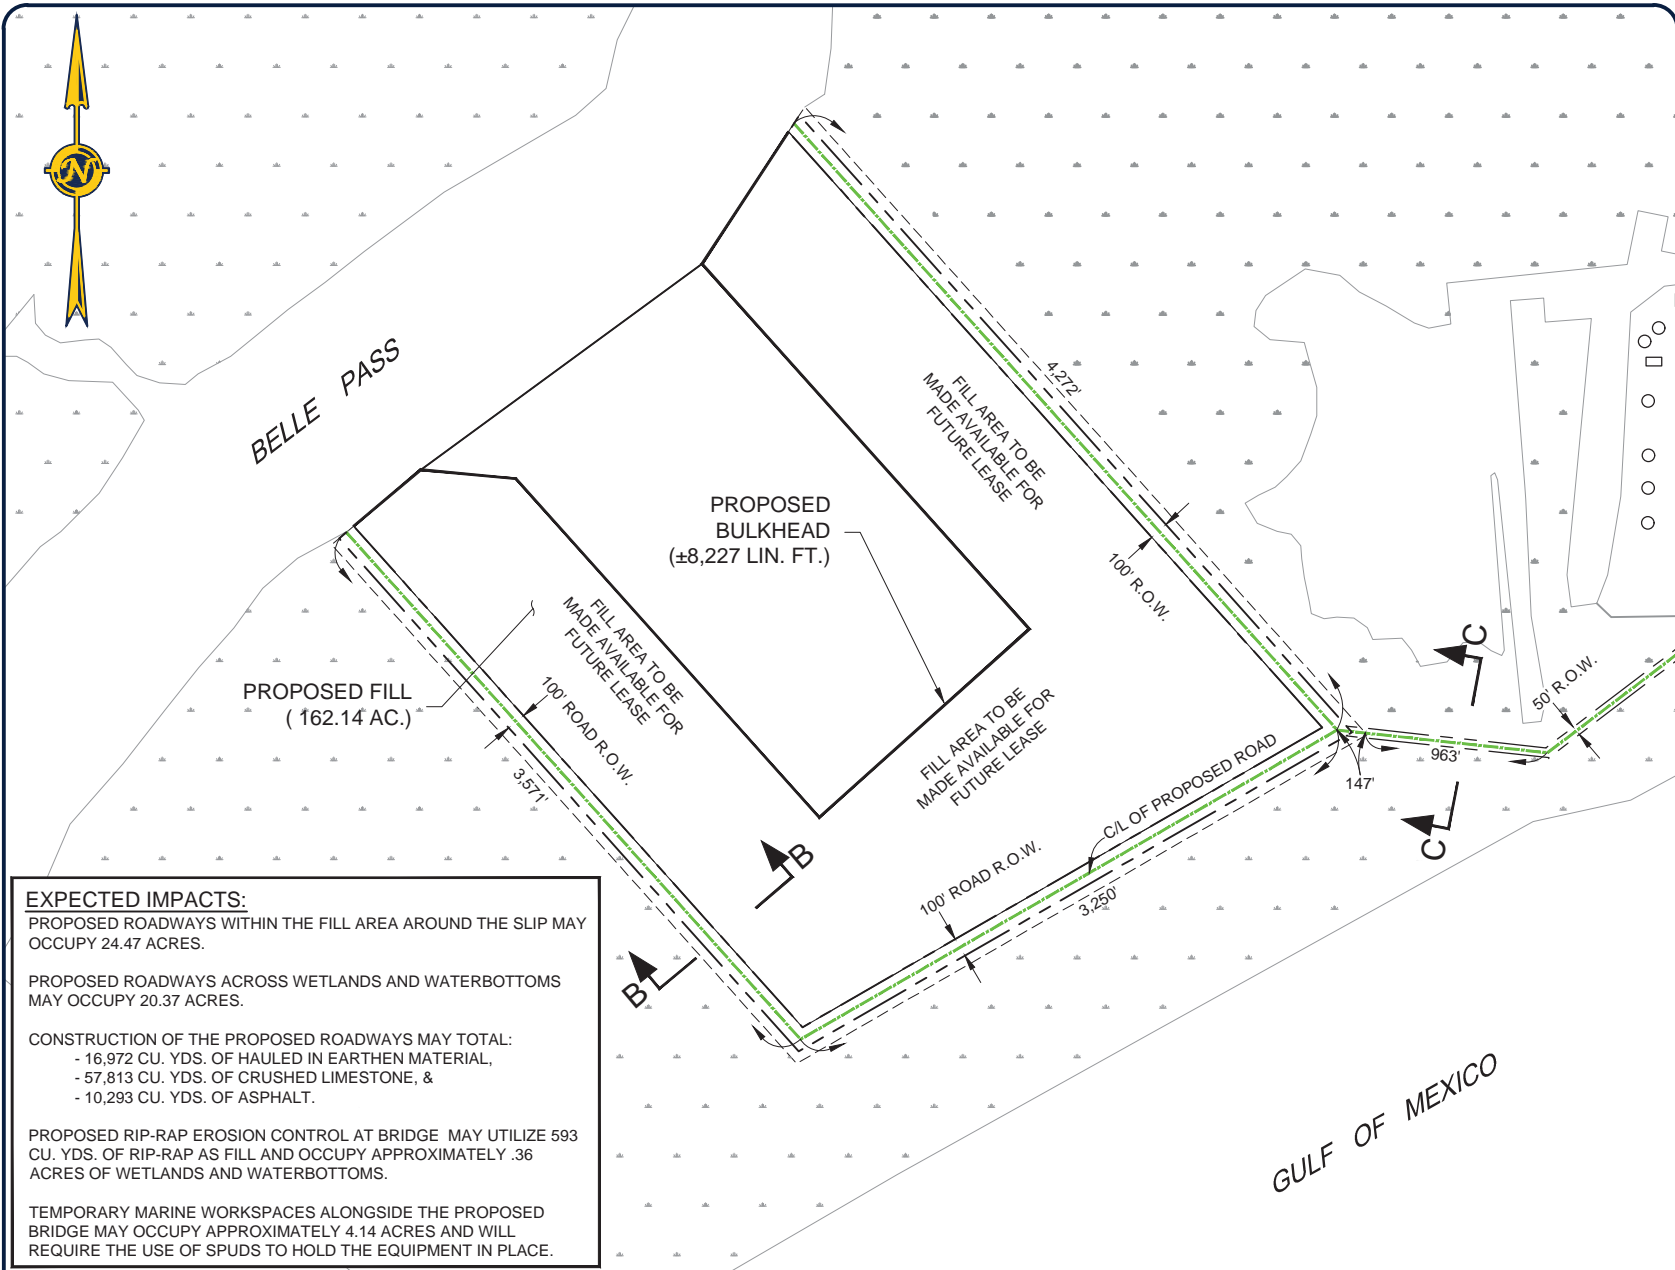 N
BELLE PASS
4,272'
FILL AREA TO BE
MADE AVAILABLE FOR
FUTURE LEASE
PROPOSED
BULKHEAD
(±8,227 LIN. FT.)
100' R.O.W.
FILL AREA TO BE
MADE AVAILABLE FOR
FUTURE LEASE
PROPOSED FILL
( 162.14 AC.)
100' ROAD R.O.W.
3,571'
FILL AREA TO BE
MADE AVAILABLE FOR
FUTURE LEASE
C/L OF PROPOSED ROAD
100' ROAD R.O.W.
3,250'
C
50' R.O.W.
963'
147'
C
B
B
GULF OF MEXICO
EXPECTED IMPACTS:
PROPOSED ROADWAYS WITHIN THE FILL AREA AROUND THE SLIP MAY
OCCUPY 24.47 ACRES.
PROPOSED ROADWAYS ACROSS WETLANDS AND WATERBOTTOMS
MAY OCCUPY 20.37 ACRES.
CONSTRUCTION OF THE PROPOSED ROADWAYS MAY TOTAL:
- 16,972 CU. YDS. OF HAULED IN EARTHEN MATERIAL,
- 57,813 CU. YDS. OF CRUSHED LIMESTONE, &
- 10,293 CU. YDS. OF ASPHALT.
PROPOSED RIP-RAP EROSION CONTROL AT BRIDGE MAY UTILIZE 593
CU. YDS. OF RIP-RAP AS FILL AND OCCUPY APPROXIMATELY .36
ACRES OF WETLANDS AND WATERBOTTOMS.
TEMPORARY MARINE WORKSPACES ALONGSIDE THE PROPOSED
BRIDGE MAY OCCUPY APPROXIMATELY 4.14 ACRES AND WILL
REQUIRE THE USE OF SPUDS TO HOLD THE EQUIPMENT IN PLACE.